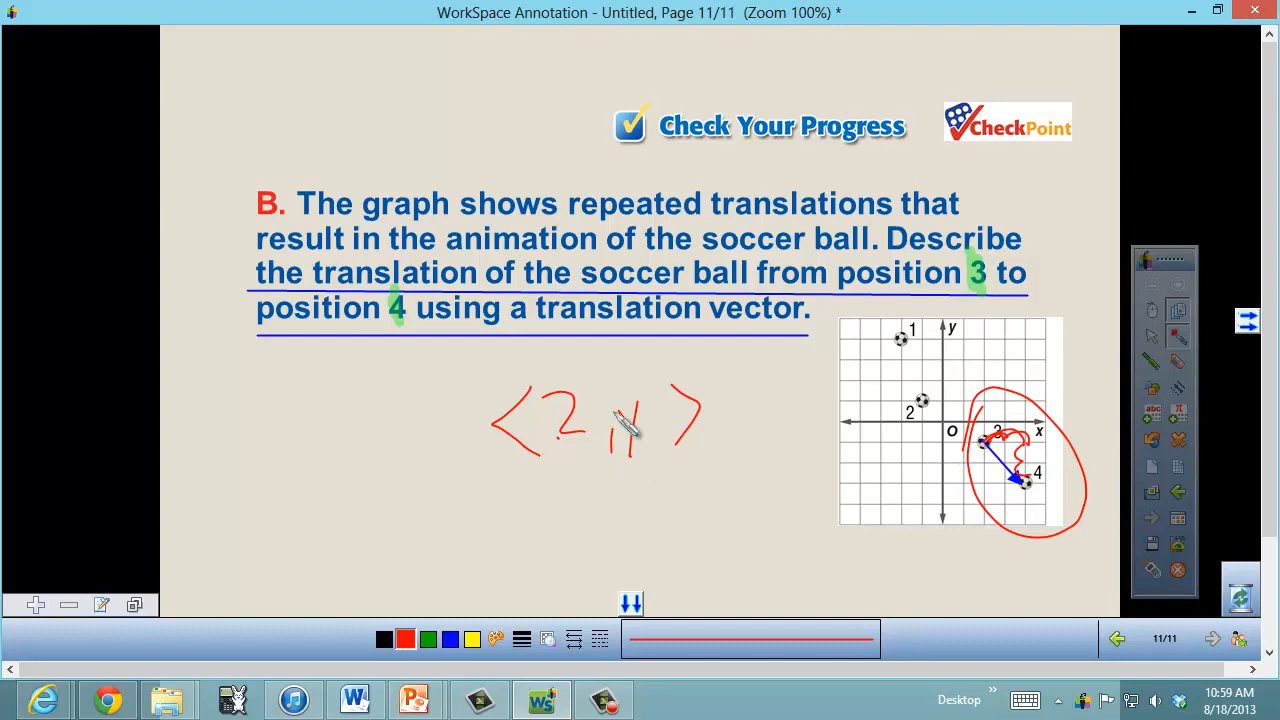 WorkSpace Annotation - Untitled, Page 11/11 (Zoom 100%) *
Check Your Progress
CheckPoint
B. The graph shows repeated translations that
result in the animation of the soccer ball. Describe
the translation of the soccer ball from position 3 to
position 4 using a translation vector.
1
y
2
O
3
x
4
<2, >
abc
π
11/11
W
P
Ws
Desktop
10:59 AM
8/18/2013